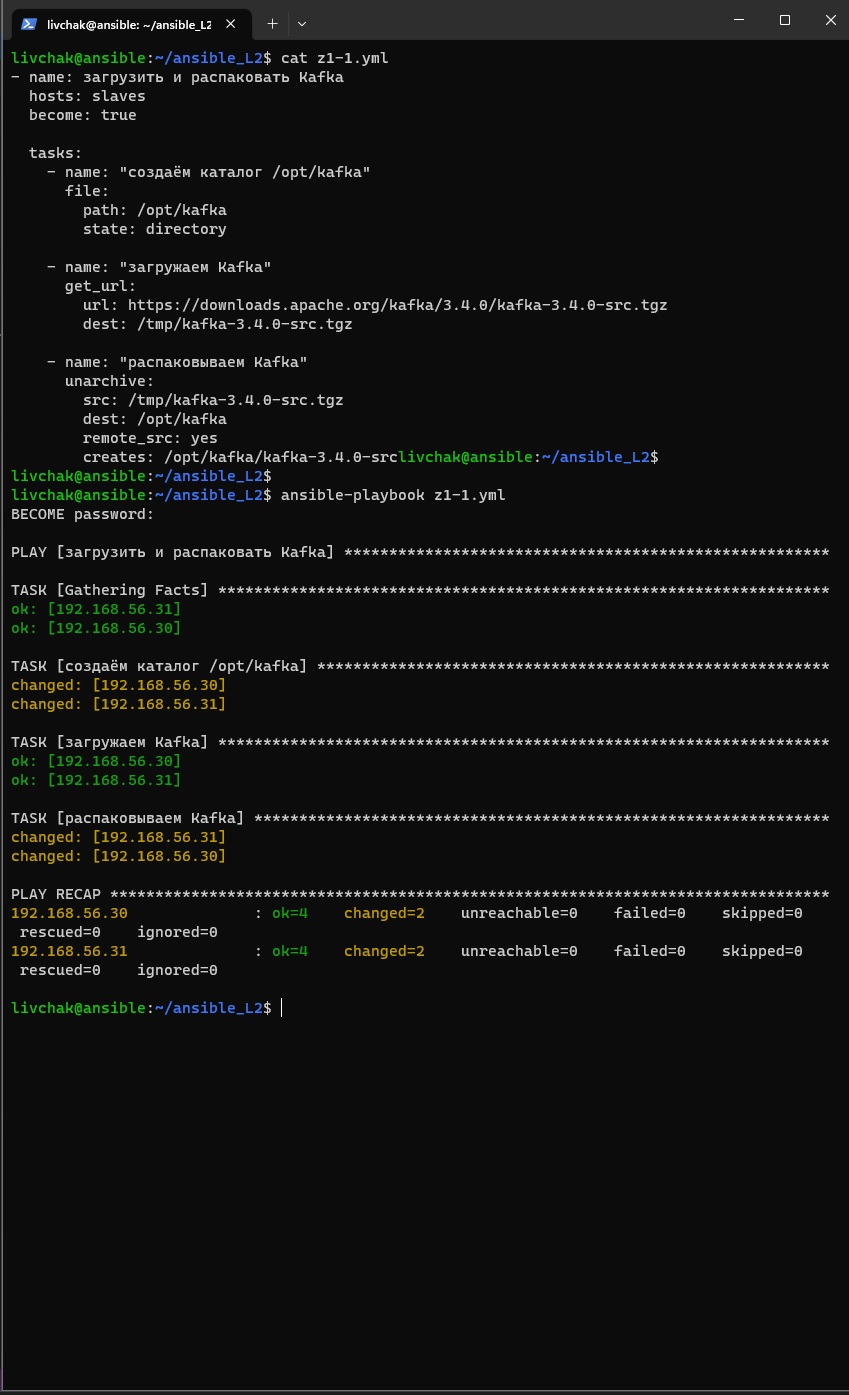 livchak@ansible: ~/ansible_L2
livchak@ansible:~/ansible_L2$ cat z1-1.yml
- name: загрузить и распаковать Kafka
  hosts: slaves
  become: true

  tasks:
    - name: "создаём каталог /opt/kafka"
      file:
        path: /opt/kafka
        state: directory

    - name: "загружаем Kafka"
      get_url:
        url: https://downloads.apache.org/kafka/3.4.0/kafka-3.4.0-src.tgz
        dest: /tmp/kafka-3.4.0-src.tgz

    - name: "распаковываем Kafka"
      unarchive:
        src: /tmp/kafka-3.4.0-src.tgz
        dest: /opt/kafka
        remote_src: yes
        creates: /opt/kafka/kafka-3.4.0-srclivchak@ansible:~/ansible_L2$
livchak@ansible:~/ansible_L2$
livchak@ansible:~/ansible_L2$ ansible-playbook z1-1.yml
BECOME password:

PLAY [загрузить и распаковать Kafka] ******************************************************

TASK [Gathering Facts] ********************************************************************
ok: [192.168.56.31]
ok: [192.168.56.30]

TASK [создаём каталог /opt/kafka] *********************************************************
changed: [192.168.56.30]
changed: [192.168.56.31]

TASK [загружаем Kafka] ********************************************************************
ok: [192.168.56.30]
ok: [192.168.56.31]

TASK [распаковываем Kafka] ****************************************************************
changed: [192.168.56.31]
changed: [192.168.56.30]

PLAY RECAP ********************************************************************************
192.168.56.30              : ok=4    changed=2    unreachable=0    failed=0    skipped=0
 rescued=0    ignored=0
192.168.56.31              : ok=4    changed=2    unreachable=0    failed=0    skipped=0
 rescued=0    ignored=0

livchak@ansible:~/ansible_L2$